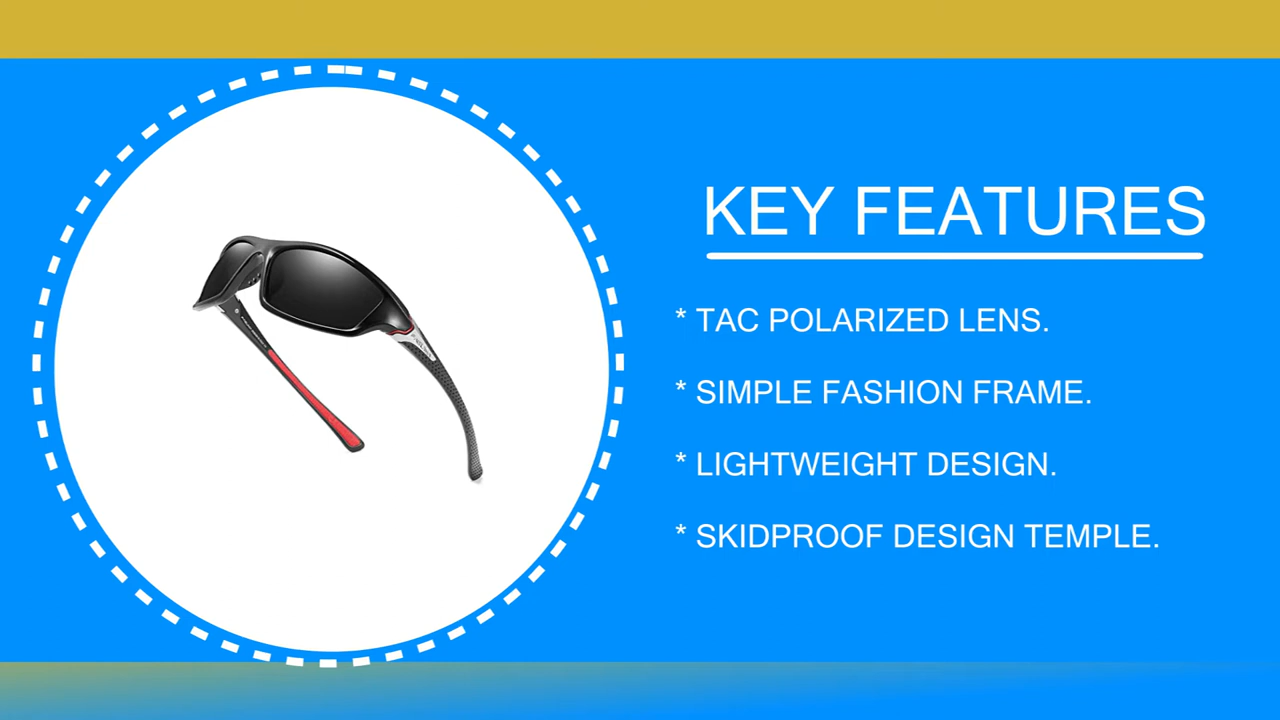 KEY FEATURES
* TAC POLARIZED LENS.
* SIMPLE FASHION FRAME.
* LIGHTWEIGHT DESIGN.
* SKIDPROOF DESIGN TEMPLE.